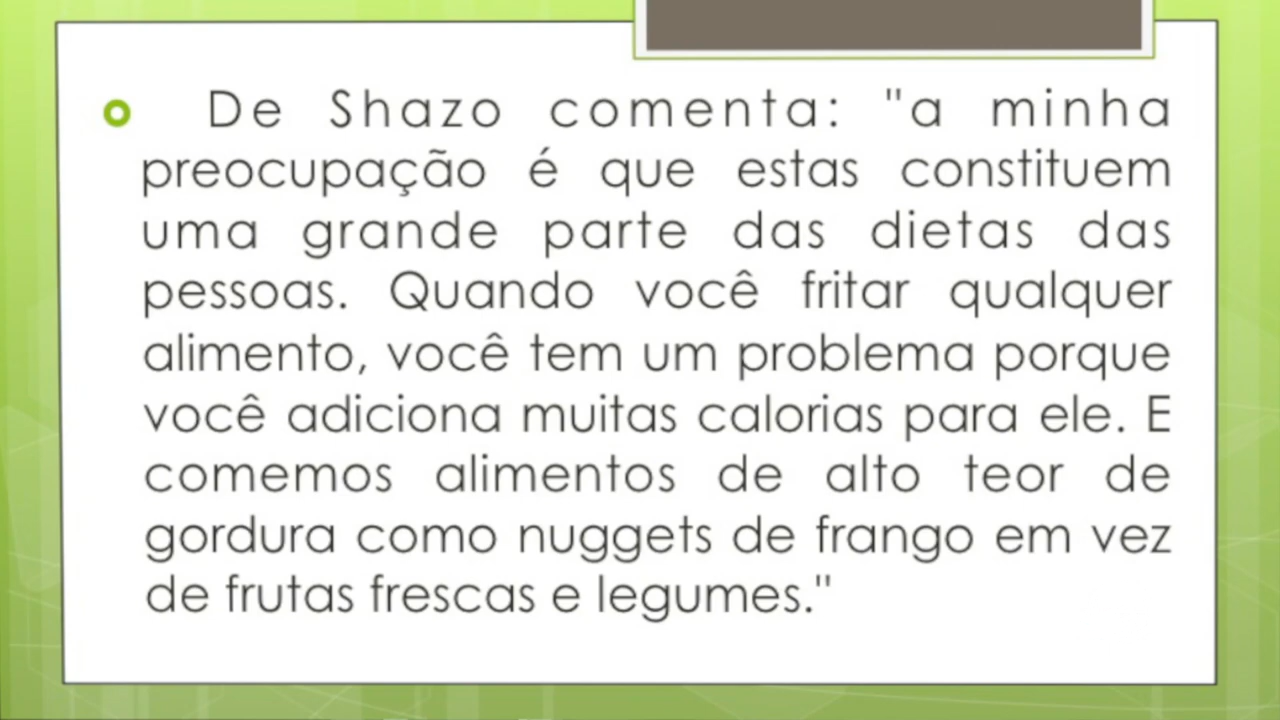 De Shazo comenta: "a minha
preocupação é que estas constituem
uma grande parte das dietas das
pessoas. Quando você fritar qualquer
alimento, você tem um problema porque
você adiciona muitas calorias para ele. E
comemos alimentos de alto teor de
gordura como nuggets de frango em vez
de frutas frescas e legumes."